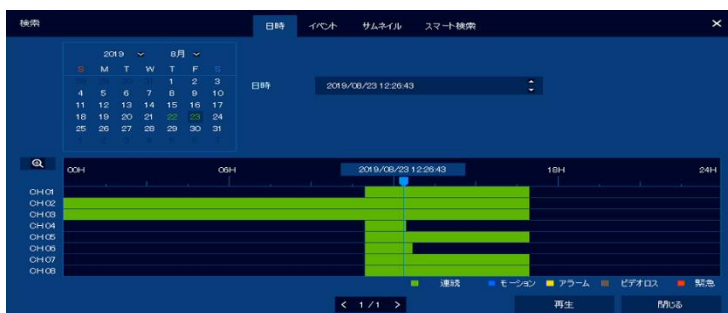 検索
日時 イベント サムネイル スマート検索
2019 8月
S M T W T F S
1 2 3
4 5 6 7 8 9 10
11 12 13 14 15 16 17
18 19 20 21 22 23 24
25 26 27 28 29 30 31
日時 2019/08/23 12:26:43
00H 06H 2019/08/23 12:26:43 18H 24H
CH 01
CH 02
CH 03
CH 04
CH 05
CH 06
CH 07
CH 08
連続 モーション アラーム ビデオロス 緊急
< 1 / 1 > 再生 閉じる